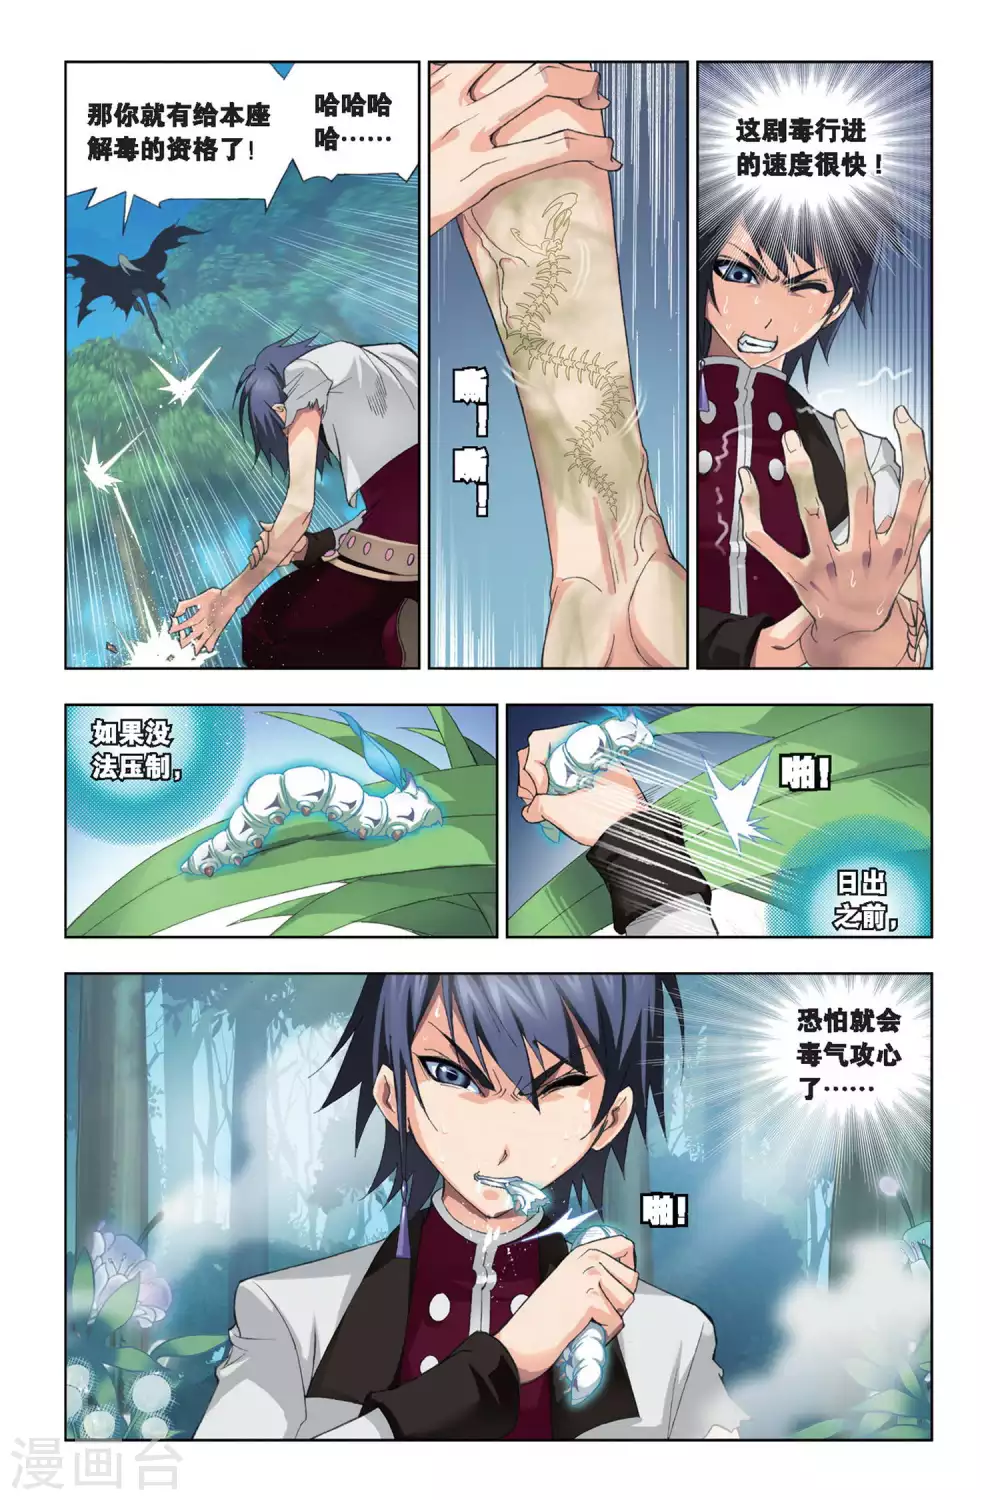 那你就有给本座
解毒的资格了！
哈哈哈
哈……
嘶！
嘶！
这剧毒行进
的速度很快！
如果没
法压制，
啪！
日出
之前，
恐怕就会
毒气攻心
了……
啪！
漫画台